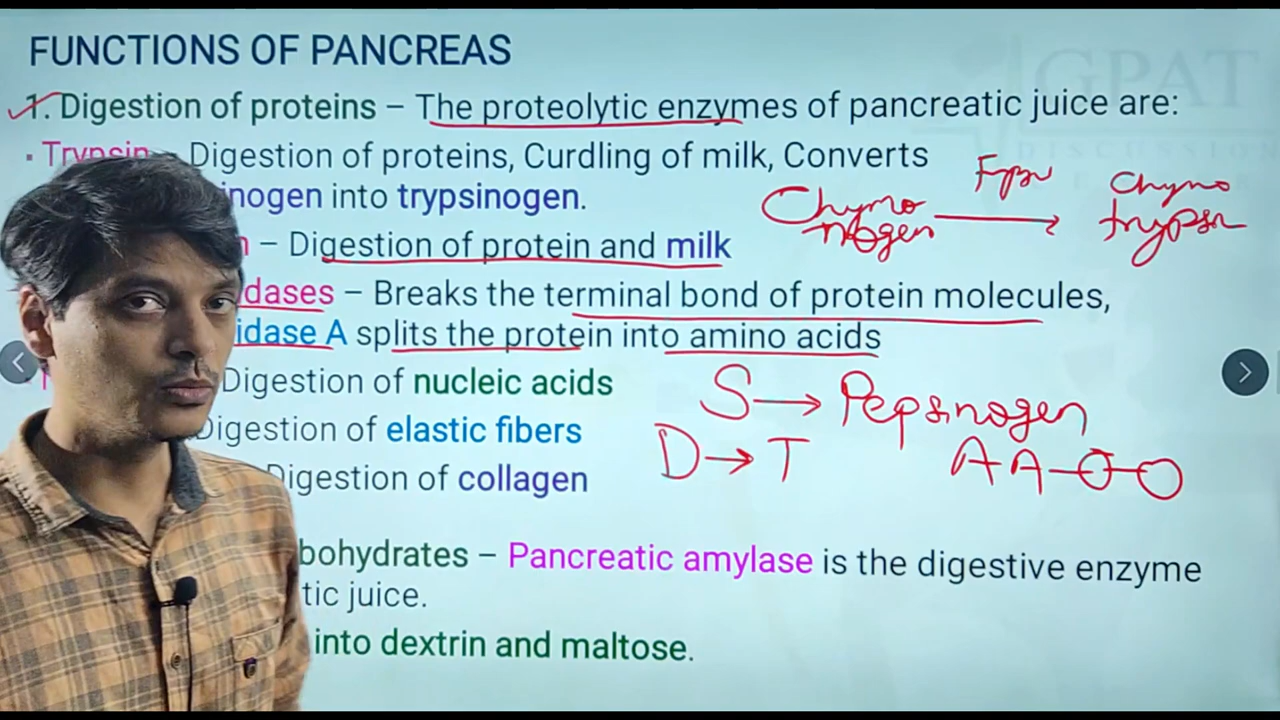 FUNCTIONS OF PANCREAS
GPAT
DISCUSSION
1. Digestion of proteins – The proteolytic enzymes of pancreatic juice are:
Trypsin – Digestion of proteins, Curdling of milk, Converts
nogen into trypsinogen.
n – Digestion of protein and milk
dases – Breaks the terminal bond of protein molecules,
idase A splits the protein into amino acids
Digestion of nucleic acids
Digestion of elastic fibers
Digestion of collagen
bohydrates – Pancreatic amylase is the digestive enzyme
tic juice.
into dextrin and maltose.
Chymo
nogen
Chymo
trypsn
S → Pepsinogen
D → T
A A